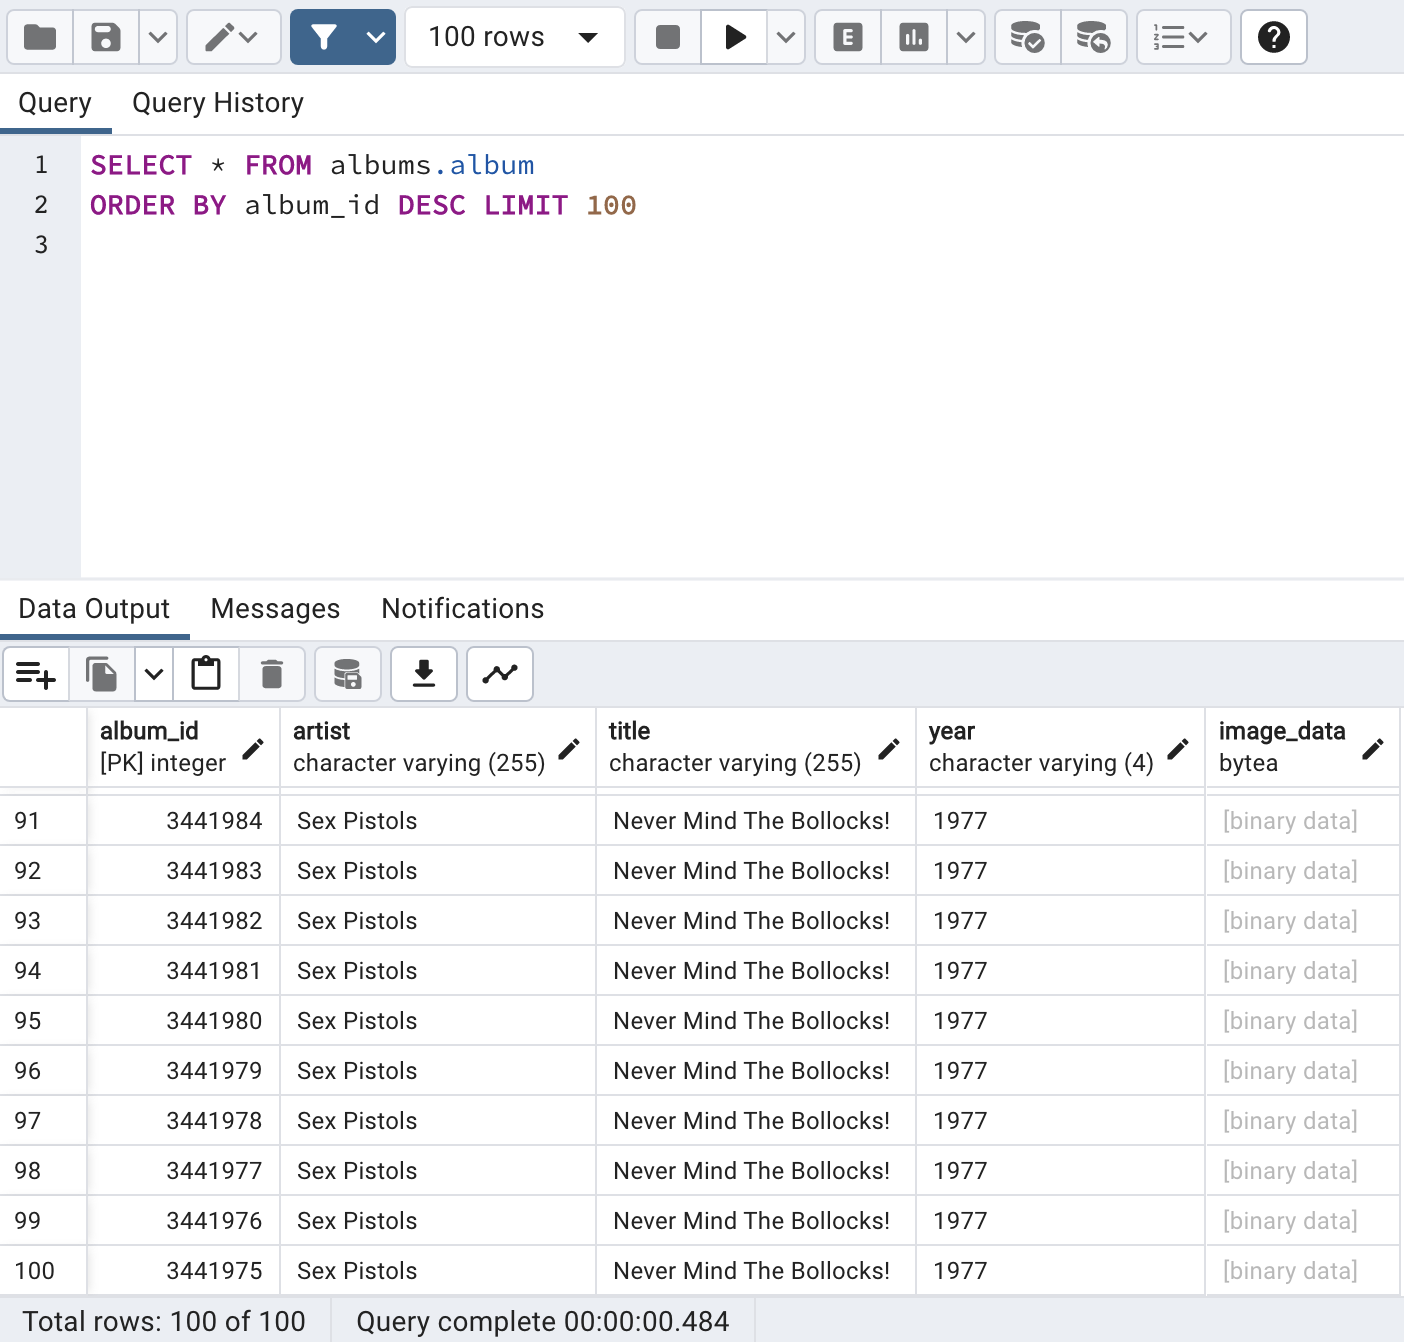 100 rows
E
1
2
3
?
Query
Query History
1 SELECT * FROM albums.album
2 ORDER BY album_id DESC LIMIT 100
3
Data Output
Messages
Notifications
album_id artist title year image_data
[PK] integer character varying (255) character varying (255) character varying (4) bytea
91 3441984 Sex Pistols Never Mind The Bollocks! 1977 [binary data]
92 3441983 Sex Pistols Never Mind The Bollocks! 1977 [binary data]
93 3441982 Sex Pistols Never Mind The Bollocks! 1977 [binary data]
94 3441981 Sex Pistols Never Mind The Bollocks! 1977 [binary data]
95 3441980 Sex Pistols Never Mind The Bollocks! 1977 [binary data]
96 3441979 Sex Pistols Never Mind The Bollocks! 1977 [binary data]
97 3441978 Sex Pistols Never Mind The Bollocks! 1977 [binary data]
98 3441977 Sex Pistols Never Mind The Bollocks! 1977 [binary data]
99 3441976 Sex Pistols Never Mind The Bollocks! 1977 [binary data]
100 3441975 Sex Pistols Never Mind The Bollocks! 1977 [binary data]
Total rows: 100 of 100
Query complete 00:00:00.484